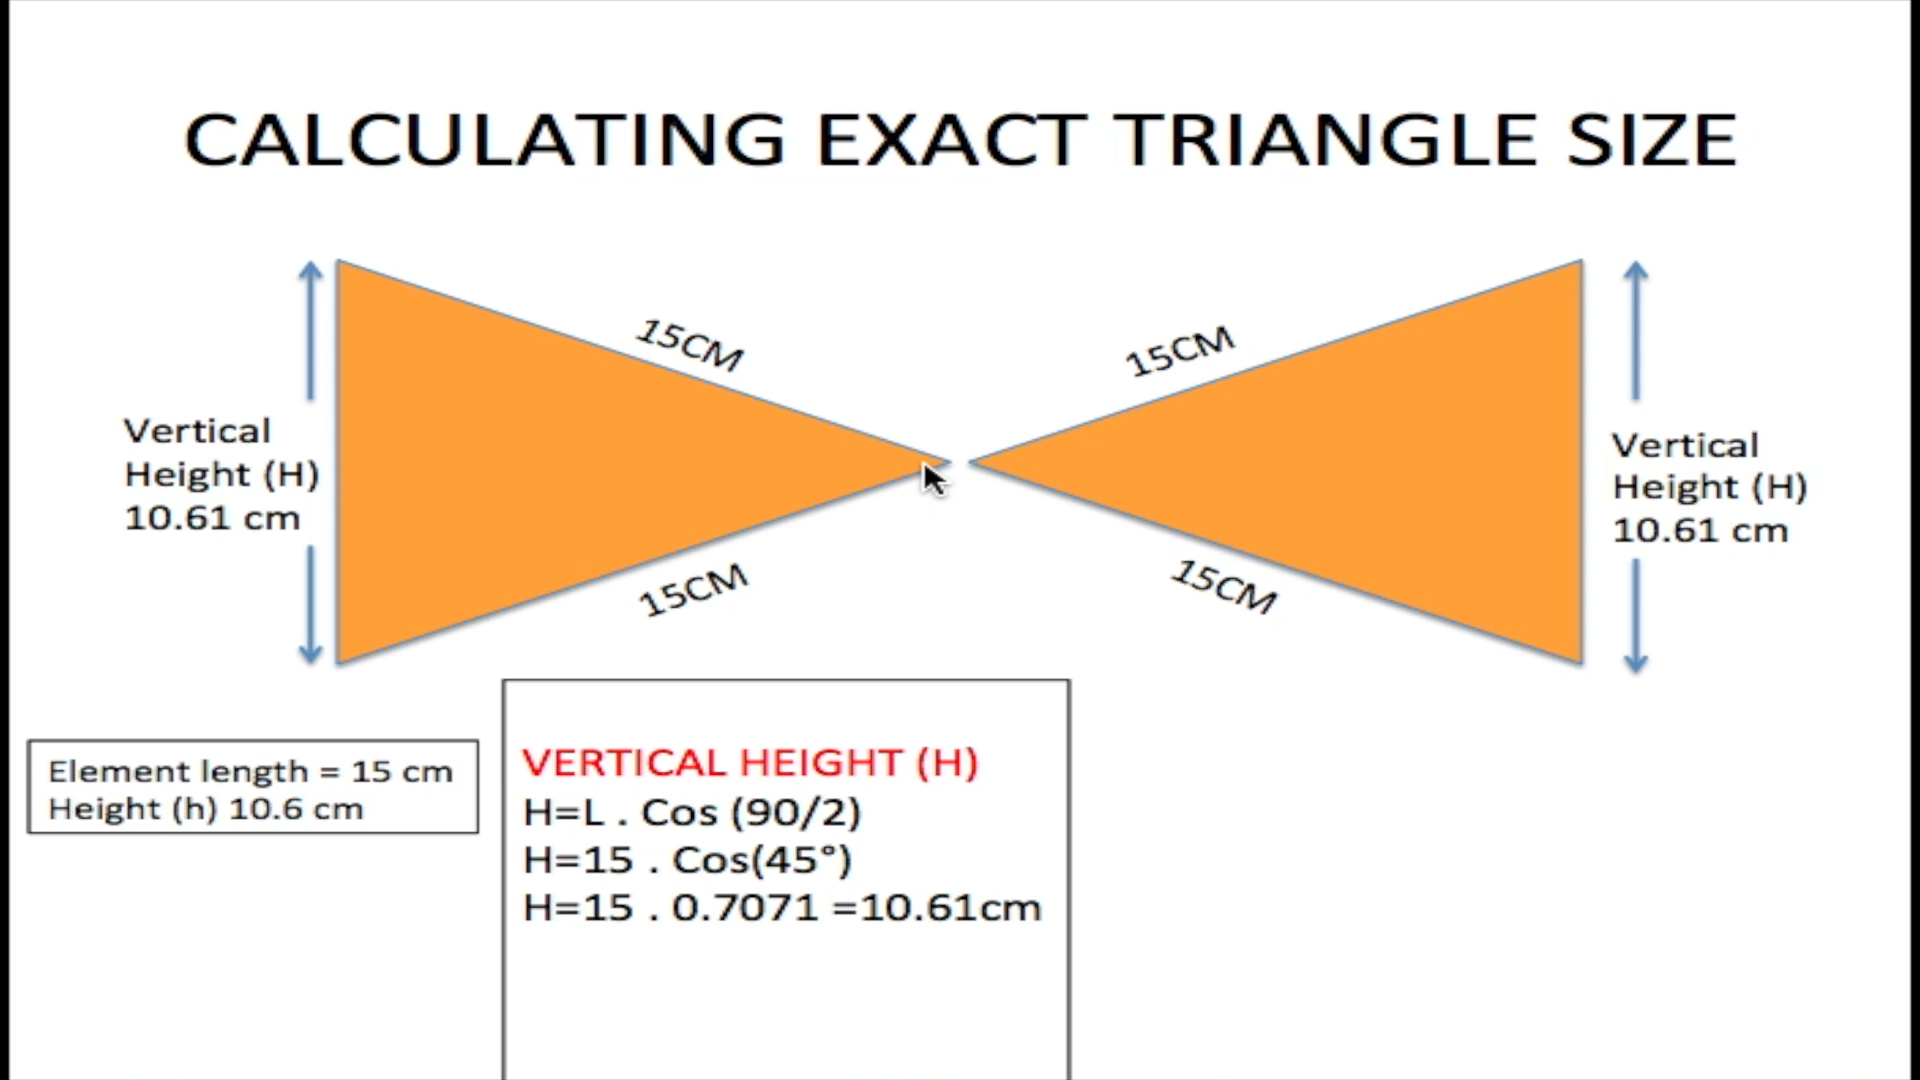 CALCULATING EXACT TRIANGLE SIZE
15CM
15CM
Vertical
Height (H)
10.61 cm
Vertical
Height (H)
10.61 cm
15CM
15CM
Element length = 15 cm
Height (h) 10.6 cm
VERTICAL HEIGHT (H)
H=L . Cos (90/2)
H=15 . Cos(45°)
H=15 . 0.7071 =10.61cm